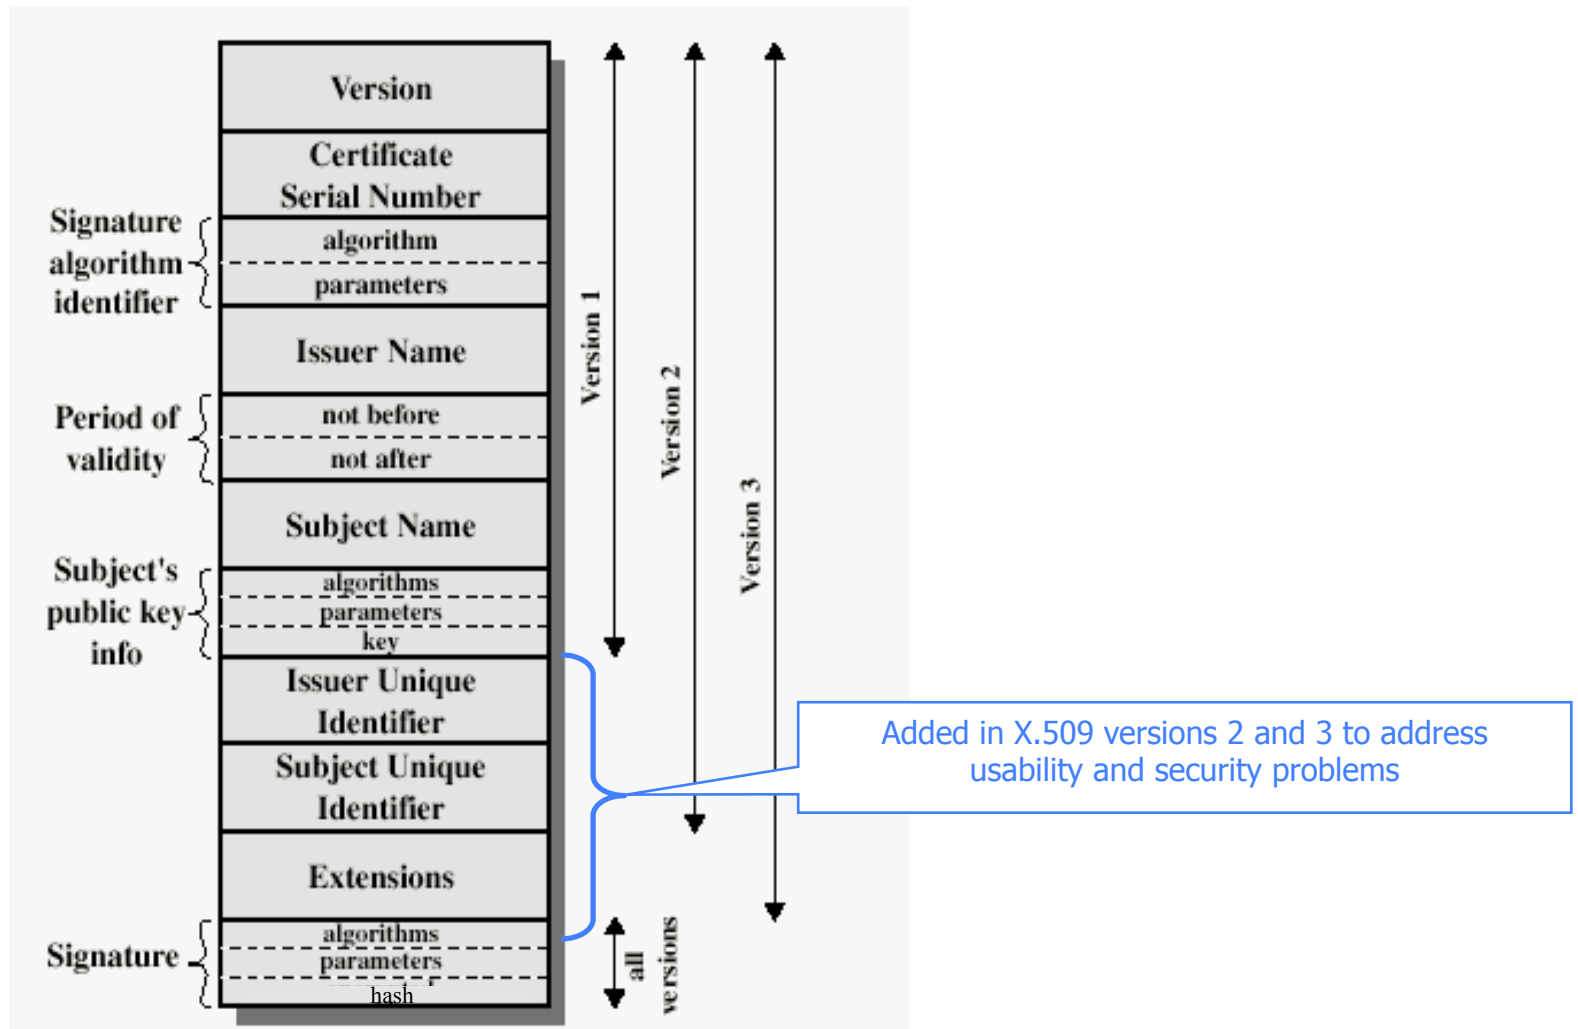 Version
Certificate
Serial Number
Signature
algorithm
identifier
algorithm
parameters
Issuer Name
Period of
validity
not before
not after
Subject Name
Subject's
public key
info
algorithms
parameters
key
Issuer Unique
Identifier
Subject Unique
Identifier
Extensions
Signature
algorithms
parameters
hash
Version 1
Version 2
Version 3
all
versions
Added in X.509 versions 2 and 3 to address
usability and security problems